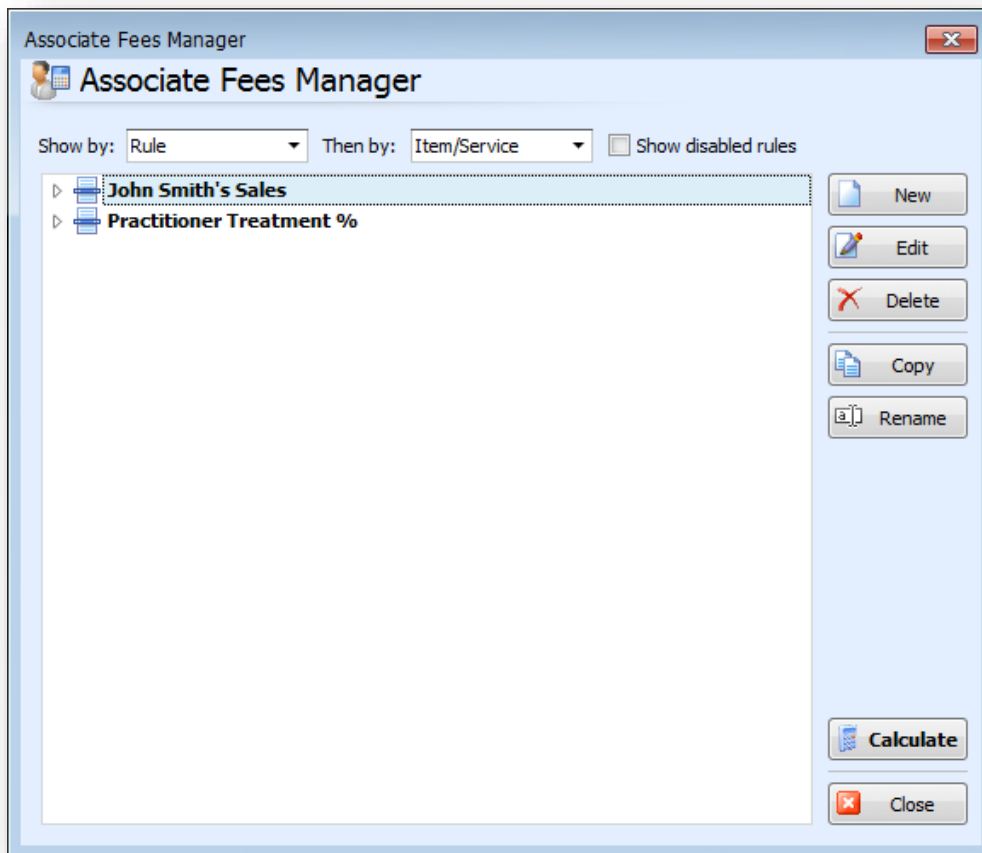 Associate Fees Manager
Associate Fees Manager
Show by: Rule Then by: Item/Service Show disabled rules
John Smith's Sales
Practitioner Treatment %
New
Edit
Delete
Copy
Rename
Calculate
Close